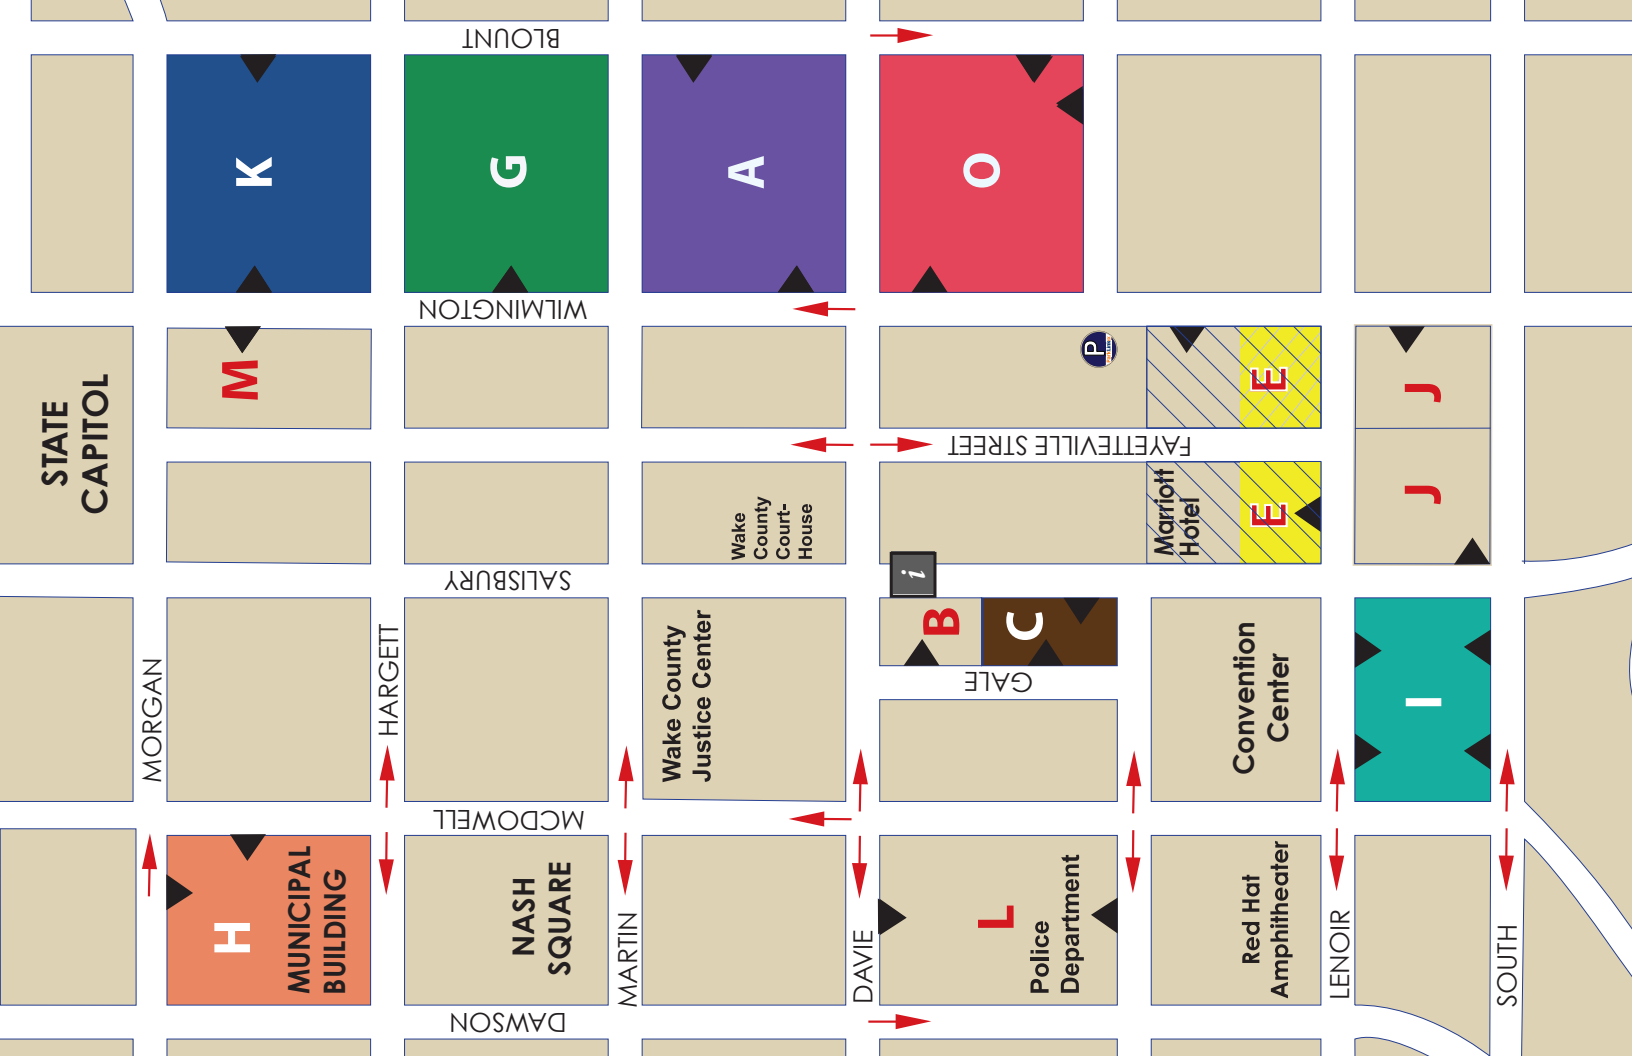 BLOUNT
K
G
A
O
WILMINGTON
STATE
CAPITOL
M
P
E
J
FAYETTEVILLE STREET
Wake
County
Court-
House
Marriott
Hotel
E
J
SALISBURY
i
MORGAN
HARGETT
Wake County
Justice Center
B
C
GALE
Convention
Center
I
MCDOWELL
H
MUNICIPAL
BUILDING
NASH
SQUARE
MARTIN
DAVIE
L
Police
Department
Red Hat
Amphitheater
LENOIR
SOUTH
DAWSON